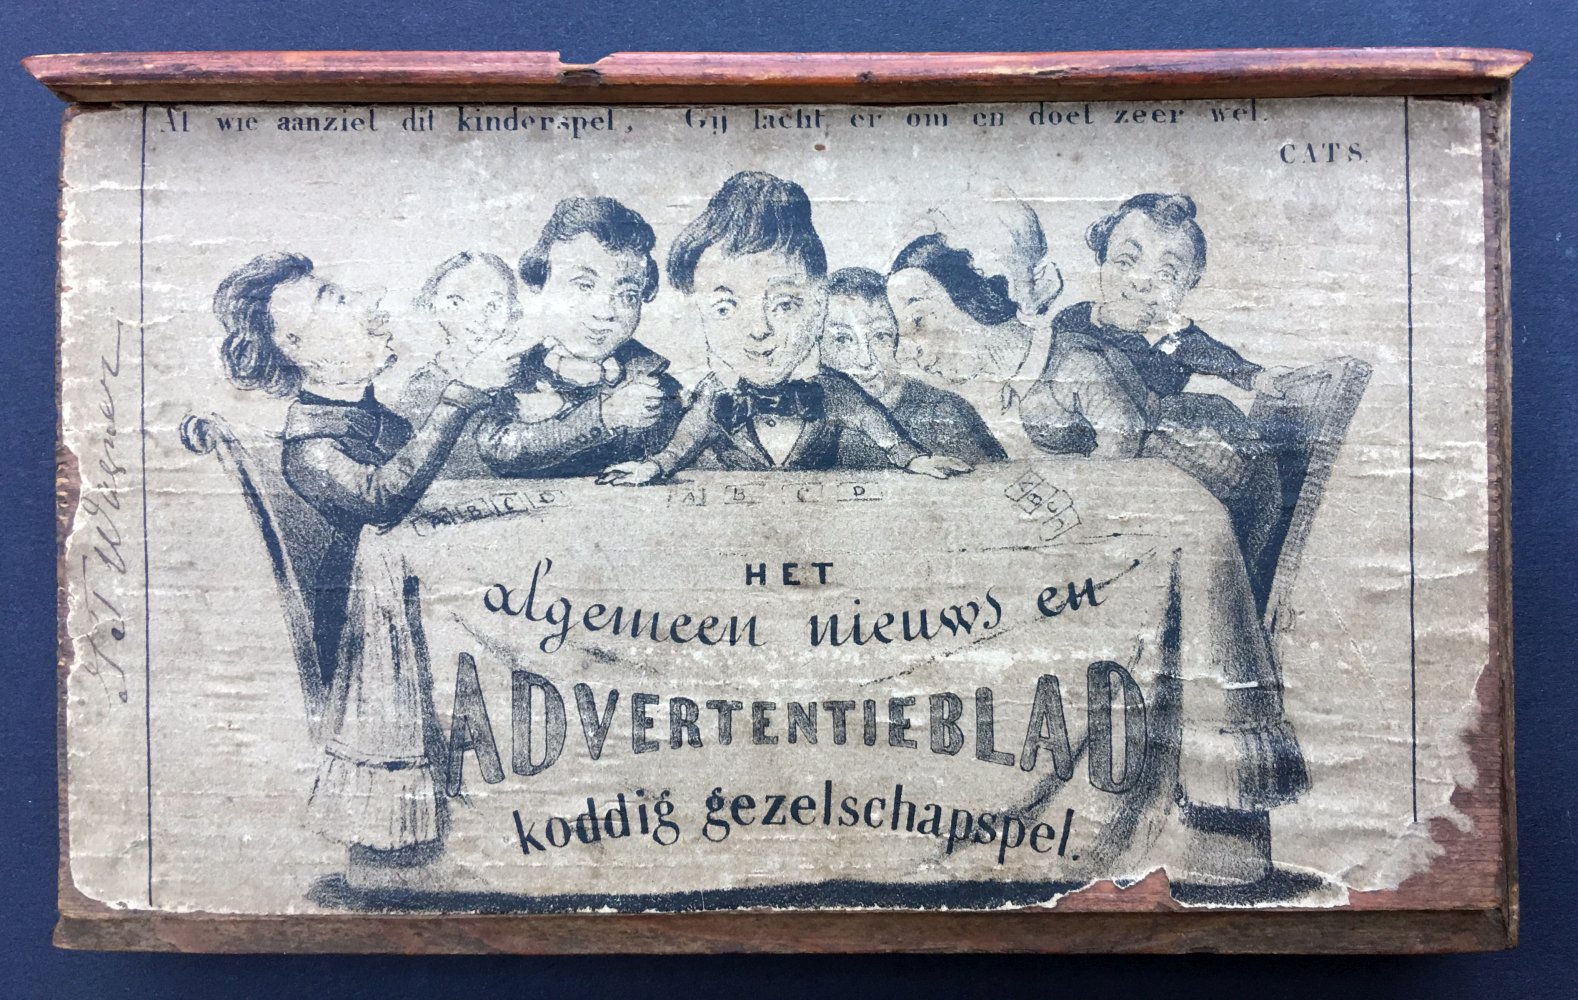 Al wie aanziet dit kinderspel, Gij lacht er om en doet zeer wel.
CATS.
A B C D
A B C D
HET
algemeen nieuws en
ADVERTENTIEBLAD
koddig gezelschapspel.
Wisner